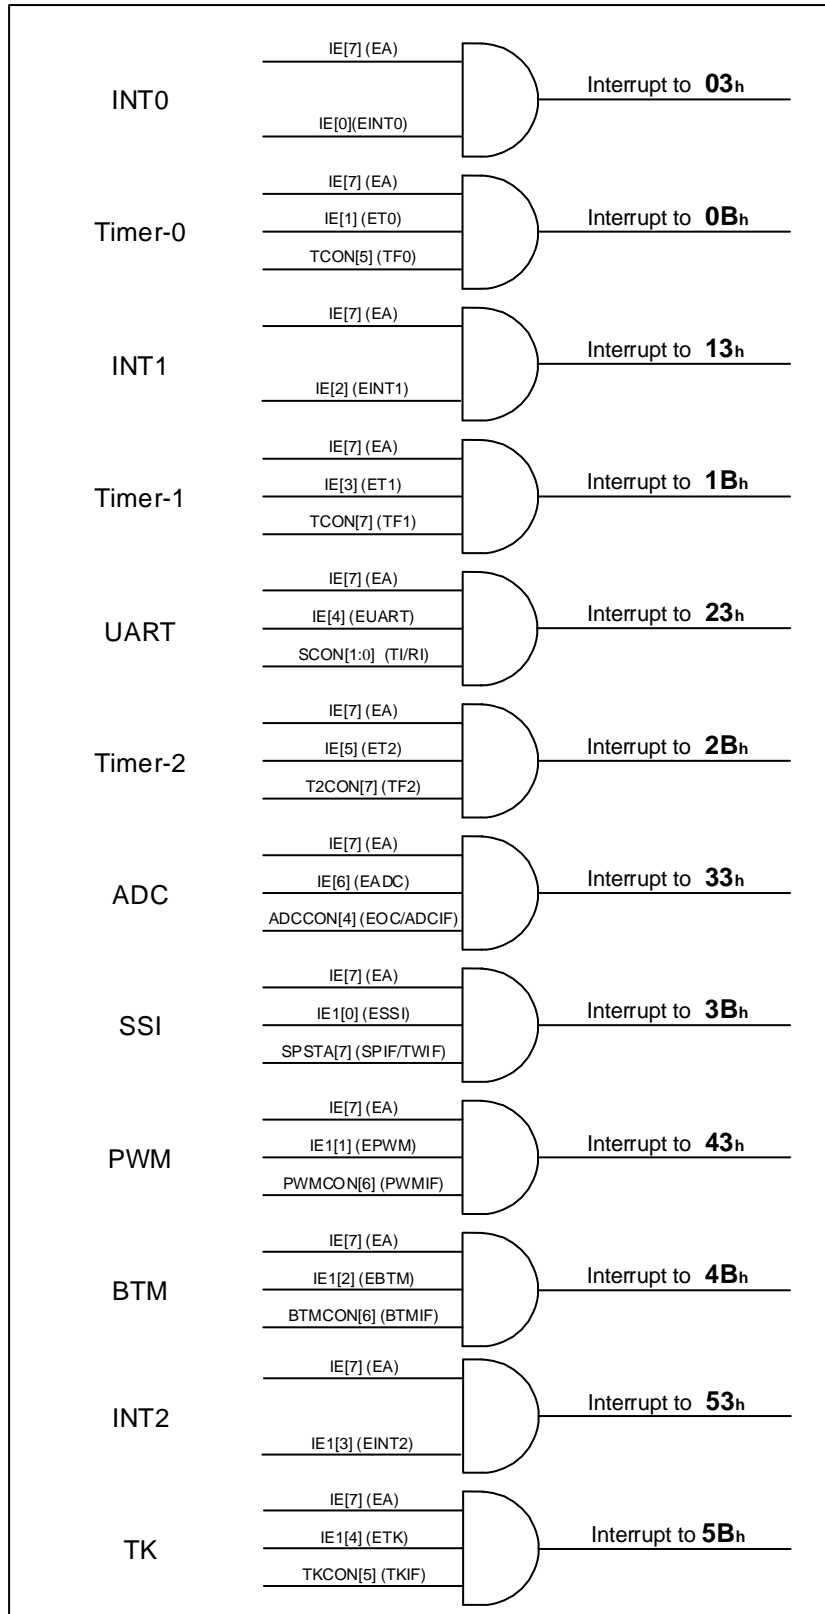 IE[7] (EA)
INT0
Interrupt to 03h
IE[0](EINT0)
IE[7] (EA)
Timer-0
IE[1] (ET0)
Interrupt to 0Bh
TCON[5] (TF0)
IE[7] (EA)
INT1
Interrupt to 13h
IE[2] (EINT1)
IE[7] (EA)
Timer-1
IE[3] (ET1)
Interrupt to 1Bh
TCON[7] (TF1)
IE[7] (EA)
UART
IE[4] (EUART)
Interrupt to 23h
SCON[1:0] (TI/RI)
IE[7] (EA)
Timer-2
IE[5] (ET2)
Interrupt to 2Bh
T2CON[7] (TF2)
IE[7] (EA)
ADC
IE[6] (EADC)
Interrupt to 33h
ADCCON[4] (EOC/ADCIF)
IE[7] (EA)
SSI
IE1[0] (ESSI)
Interrupt to 3Bh
SPSTA[7] (SPIF/TWIF)
IE[7] (EA)
PWM
IE1[1] (EPWM)
Interrupt to 43h
PWMCON[6] (PWMIF)
IE[7] (EA)
BTM
IE1[2] (EBTM)
Interrupt to 4Bh
BTMCON[6] (BTMIF)
IE[7] (EA)
INT2
Interrupt to 53h
IE1[3] (EINT2)
IE[7] (EA)
TK
IE1[4] (ETK)
Interrupt to 5Bh
TKCON[5] (TKIF)